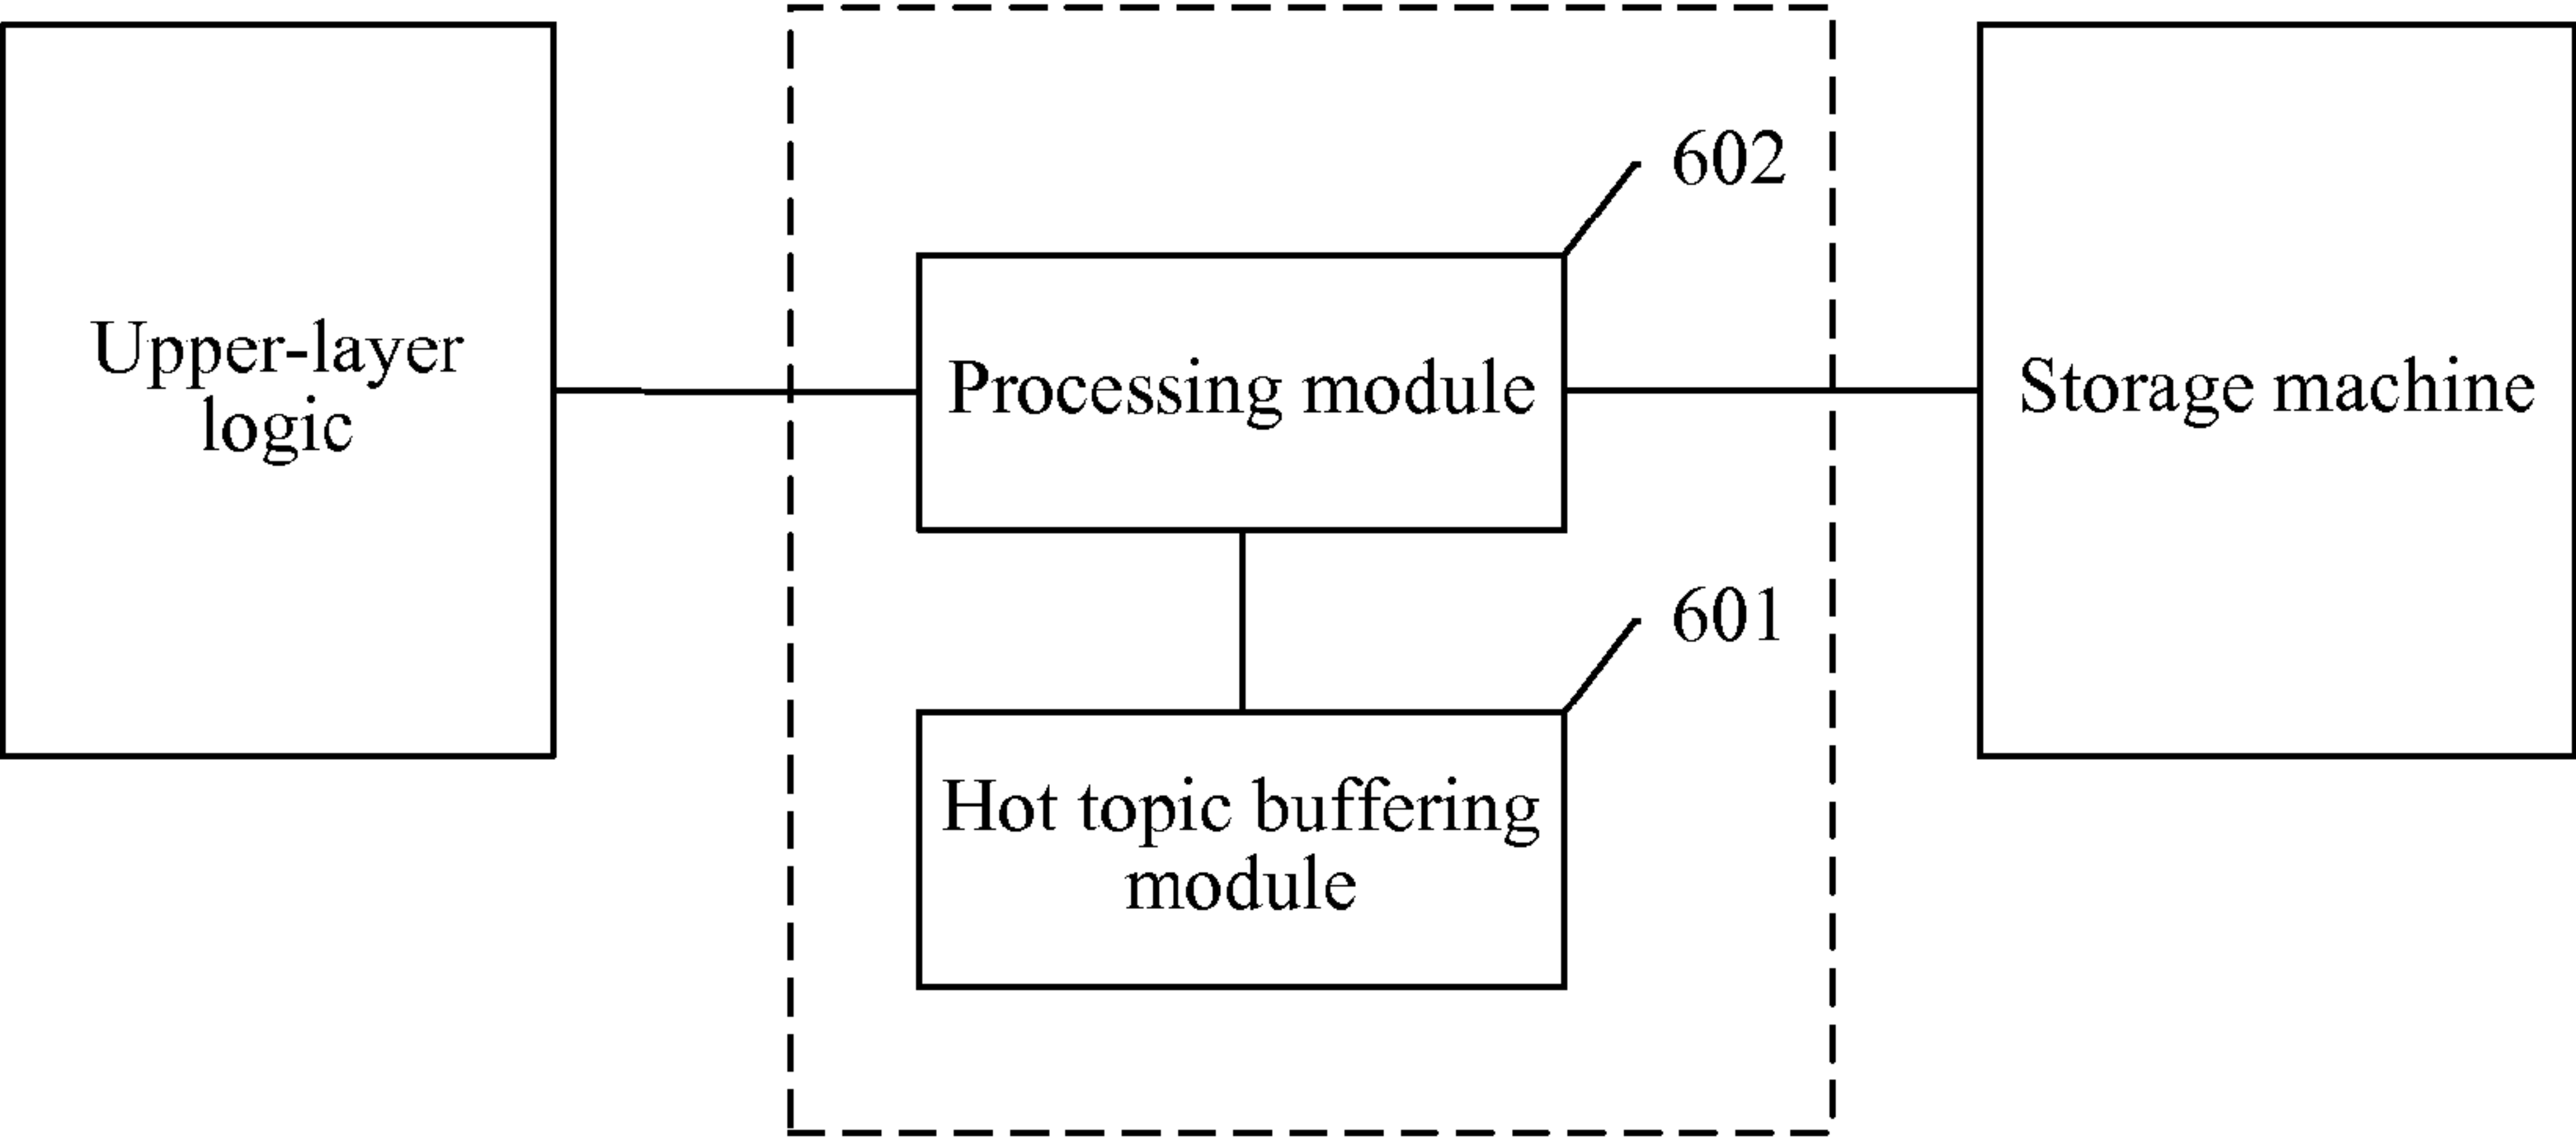 Upper-layer
logic
602
Processing module
Storage machine
601
Hot topic buffering
module